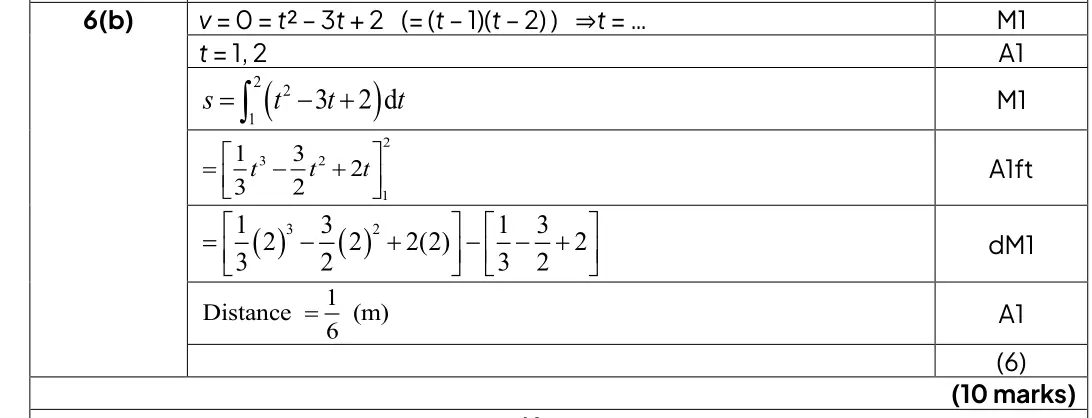 6(b) v = 0 = t² – 3t + 2 (= (t – 1)(t – 2) ) ⇒t = ... M1
t = 1, 2 A1
s = ∫₁² (t² – 3t + 2)dt M1
= [1/3 t³ – 3/2 t² + 2t]₁² A1ft
= [1/3 (2)³ – 3/2 (2)² + 2(2)] – [1/3 – 3/2 + 2] dM1
Distance = 1/6 (m) A1
(6)
(10 marks)